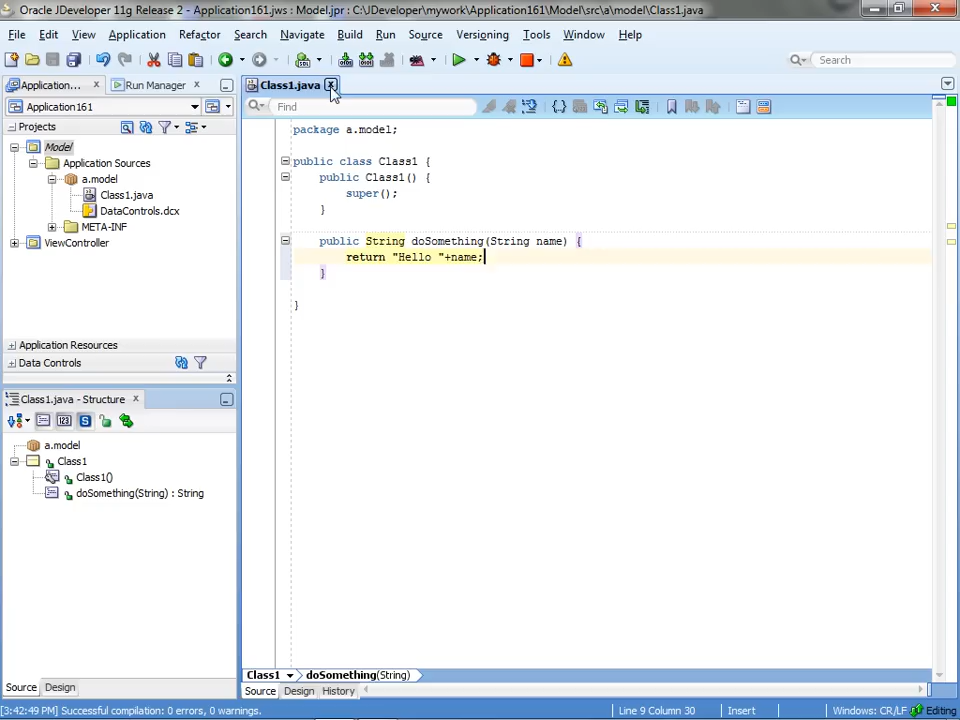 Oracle JDeveloper 11g Release 2 - Application161.jws : Model.jpr : C:\JDeveloper\mywork\Application161\Model\src\a\model\Class1.java
File Edit View Application Refactor Search Navigate Build Run Source Versioning Tools Window Help
Search
Application... Run Manager
Class1.java
Application161
Find
Projects
Model
Application Sources
a.model
Class1.java
DataControls.dcx
META-INF
ViewController
Application Resources
Data Controls
Class1.java - Structure
a.model
Class1
Class1()
doSomething(String) : String
Source Design
package a.model;
public class Class1 {
public Class1() {
super();
}
public String doSomething(String name) {
return "Hello "+name;
}
}
Class1 doSomething(String)
Source Design History
[3:42:49 PM] Successful compilation: 0 errors, 0 warnings.
Line 9 Column 30 Insert Windows: CR/LF Editing